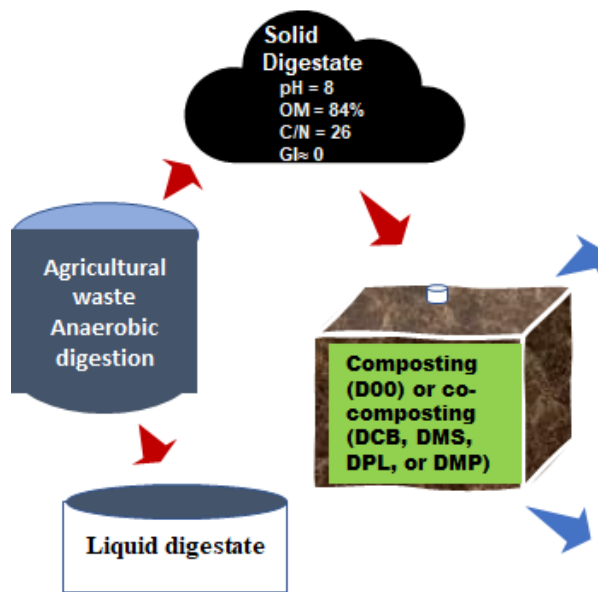 Solid
Digestate
pH = 8
OM = 84%
C/N = 26
GI≈ 0
Agricultural
waste
Anaerobic
digestion
Composting
(D00) or co-
composting
(DCB, DMS,
DPL, or DMP)
Liquid digestate